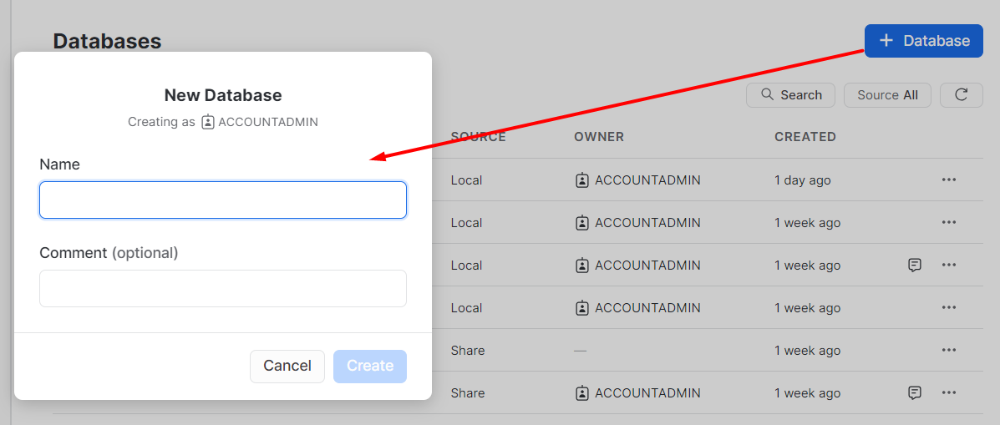 Databases
+ Database
Search
Source All
New Database
Creating as ACCOUNTADMIN
Name
Comment (optional)
Cancel
Create
SOURCE OWNER CREATED
Local ACCOUNTADMIN 1 day ago ...
Local ACCOUNTADMIN 1 week ago ...
Local ACCOUNTADMIN 1 week ago ...
Local ACCOUNTADMIN 1 week ago ...
Share — 1 week ago ...
Share ACCOUNTADMIN 1 week ago ...